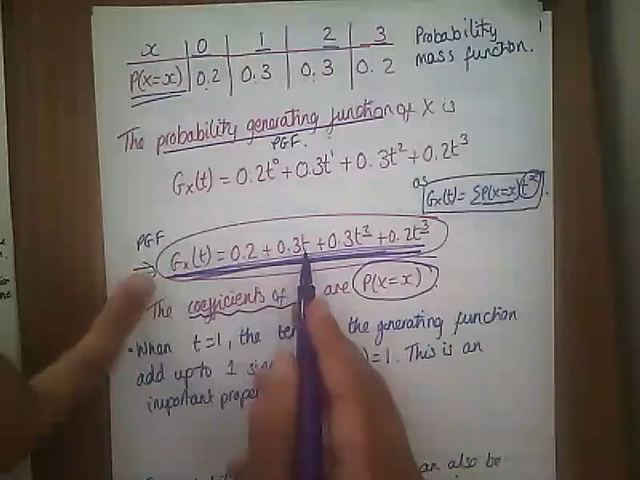 1
x 0 1 2 3 Probability
P(X=x) 0.2 0.3 0.3 0.2 mass function.
The probability generating function of X is
PGF.
Gx(t) = 0.2t⁰ + 0.3t¹ + 0.3t² + 0.2t³
as
Gx(t) = ΣP(X=x)tˣ.
PGF
→ Gx(t) = 0.2 + 0.3t + 0.3t² + 0.2t³
The coefficients of are P(X=x).
• When t=1, the the generating function
add up to 1 =1. This is an
important
an also be